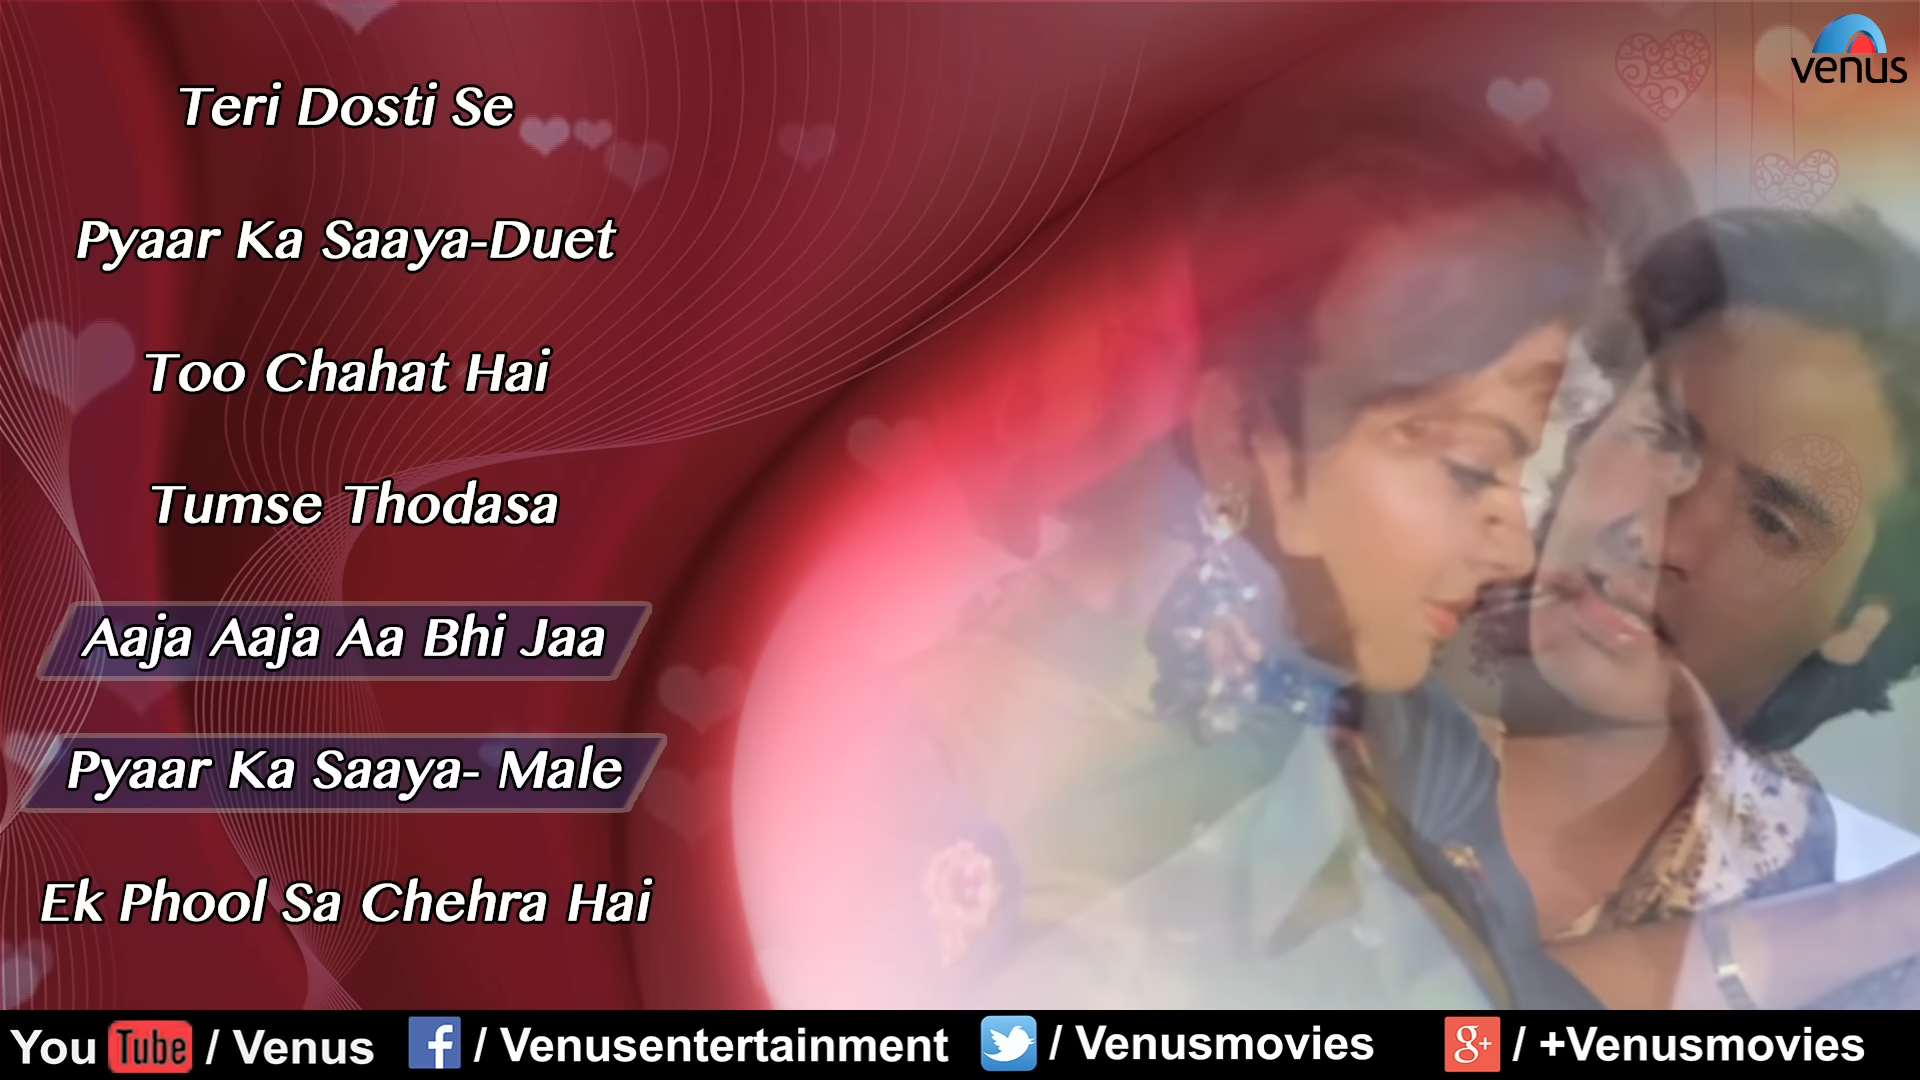 venus
Teri Dosti Se
Pyaar Ka Saaya-Duet
Too Chahat Hai
Tumse Thodasa
Aaja Aaja Aa Bhi Jaa
Pyaar Ka Saaya- Male
Ek Phool Sa Chehra Hai
You Tube / Venus f / Venusentertainment / Venusmovies g+ / +Venusmovies